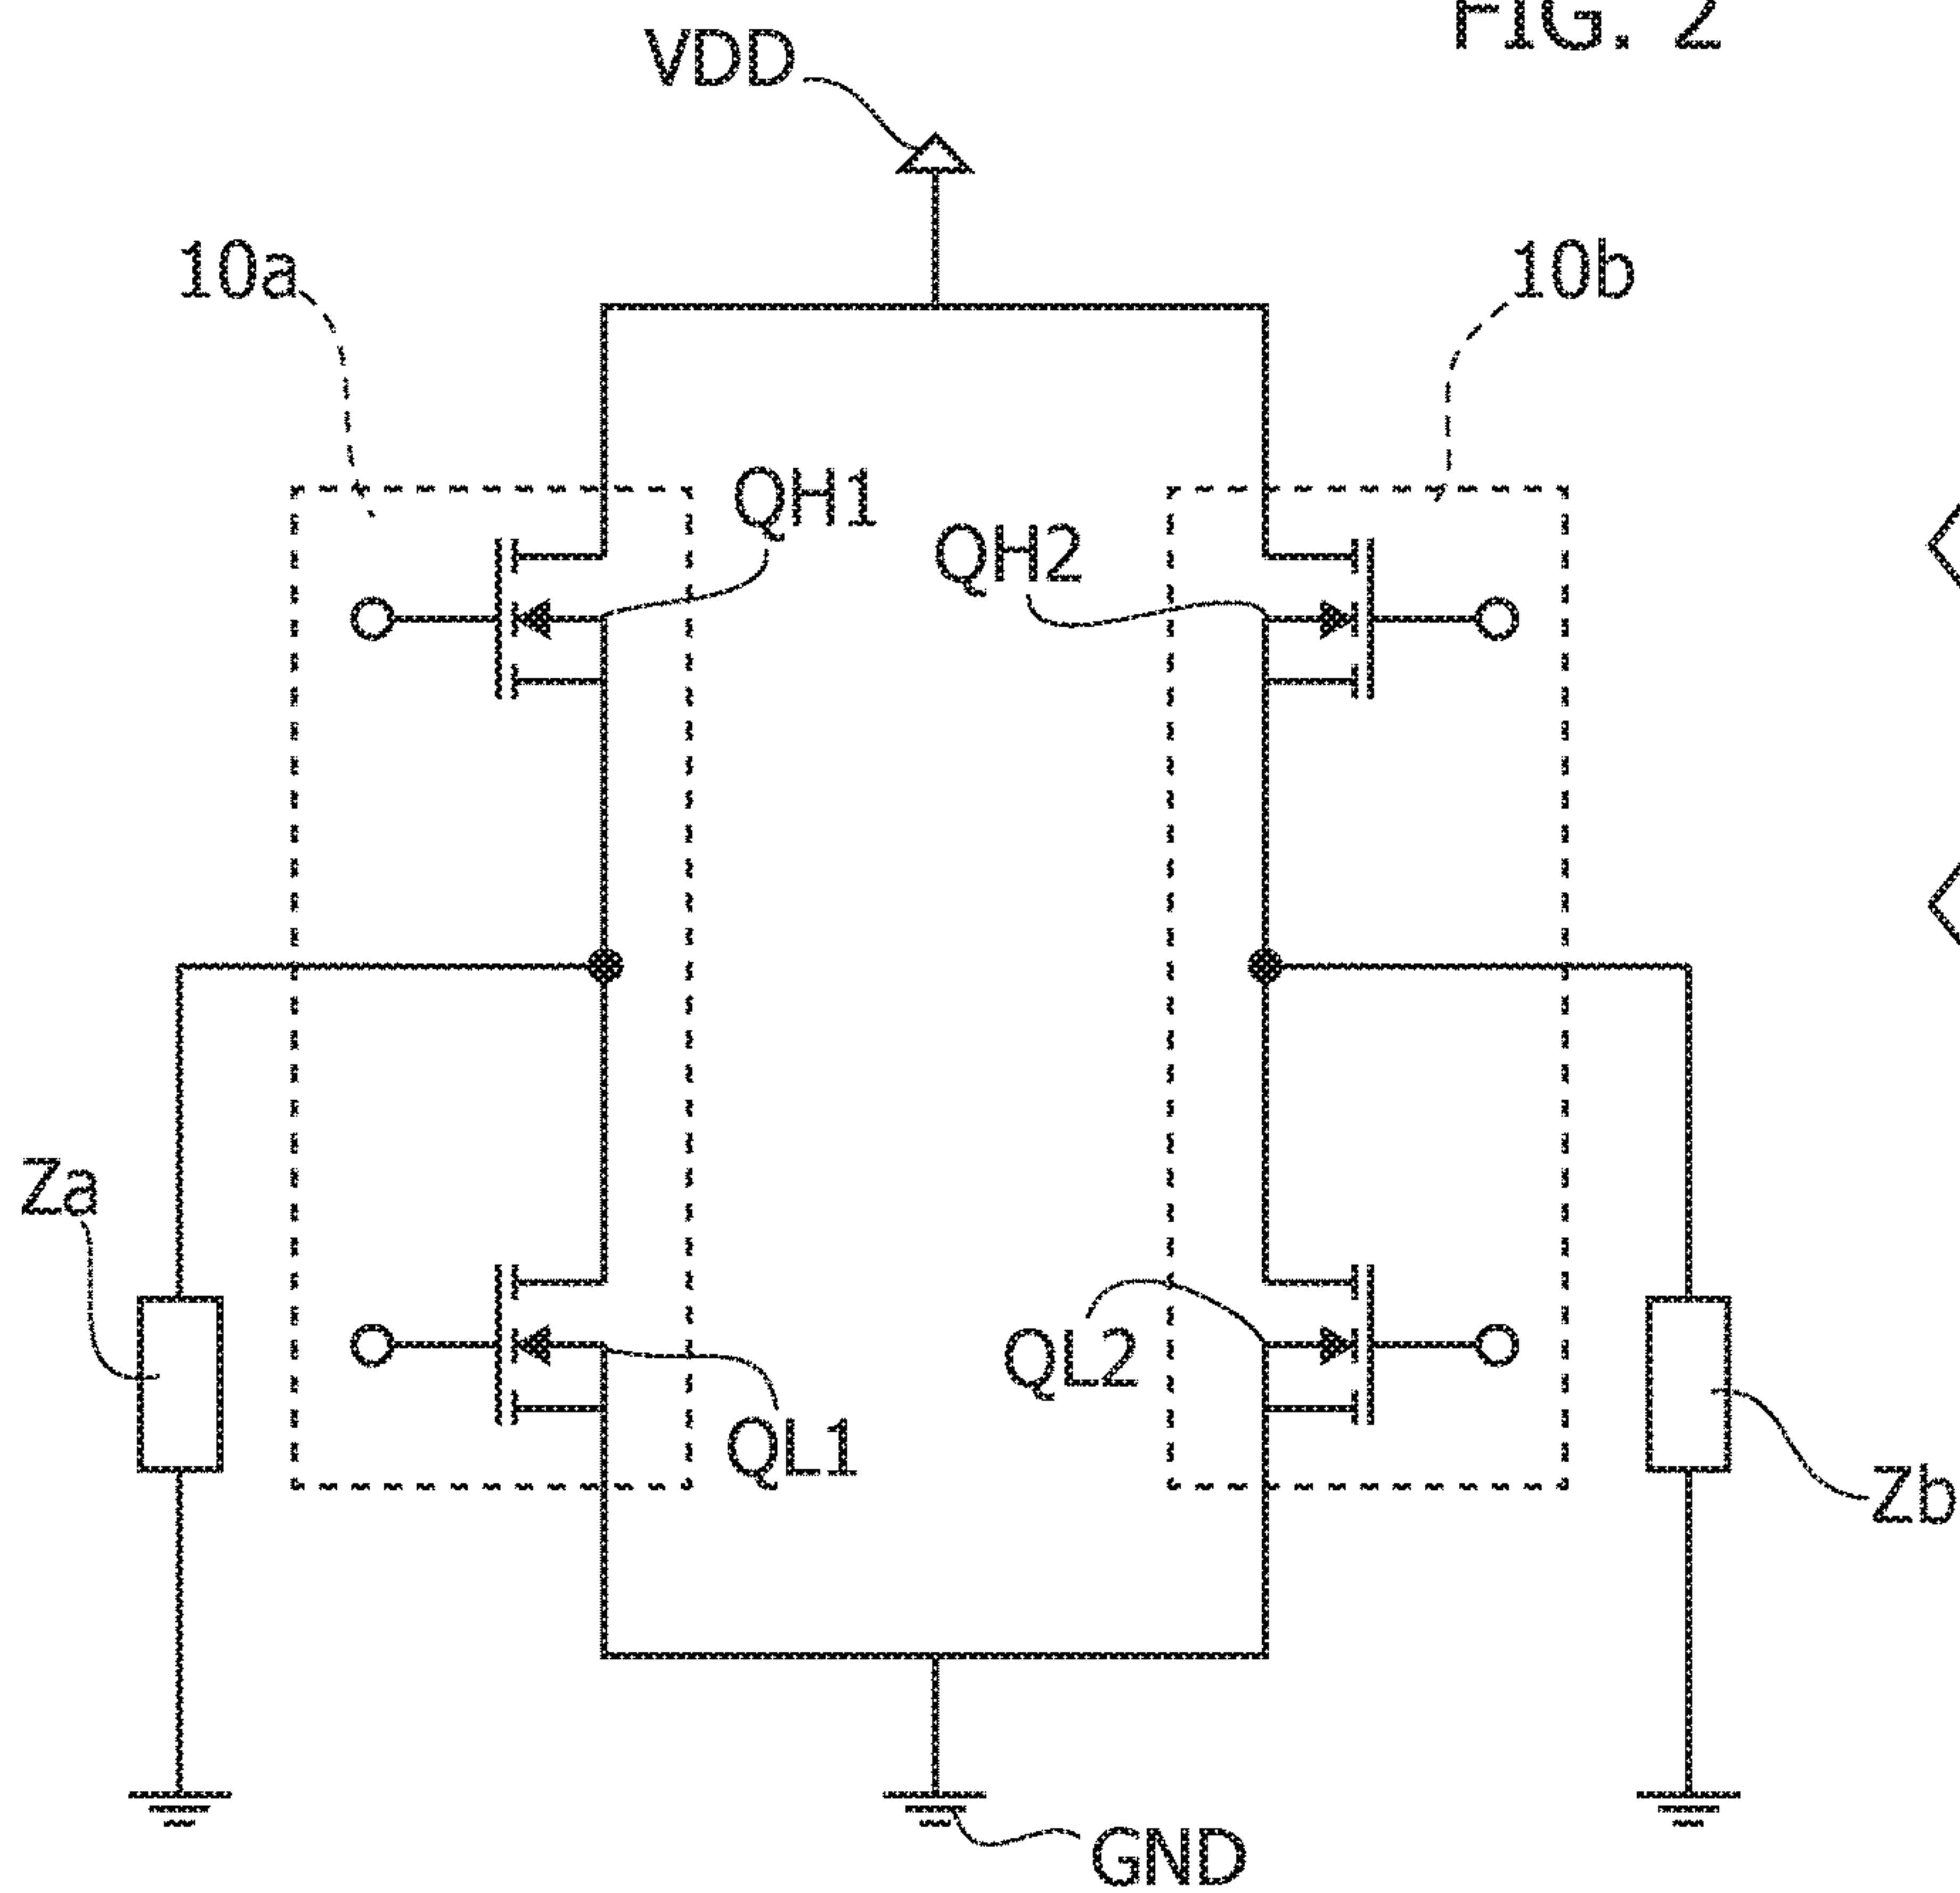 FIG. 2
VDD
10a
10b
QH1
QH2
Za
QL2
QL1
Zb
GND